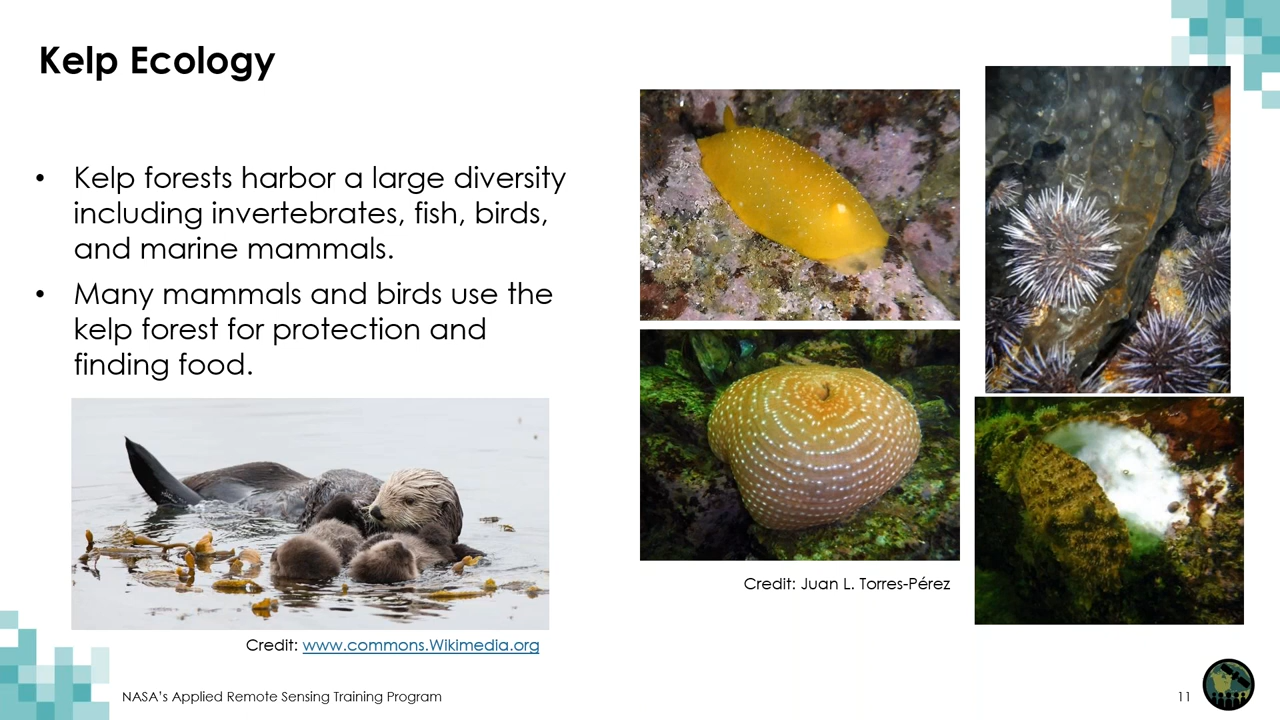 Kelp Ecology
• Kelp forests harbor a large diversity
including invertebrates, fish, birds,
and marine mammals.
• Many mammals and birds use the
kelp forest for protection and
finding food.
Credit: Juan L. Torres-Pérez
Credit: www.commons.Wikimedia.org
NASA's Applied Remote Sensing Training Program
11